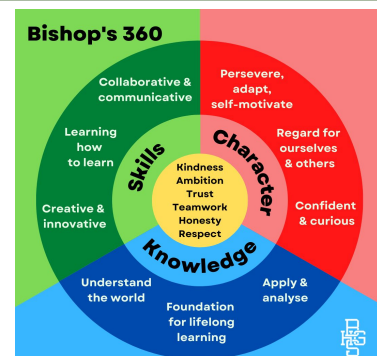 Bishop's 360
Collaborative &
communicative
Learning
how
to learn
Creative &
innovative
Skills
Persevere,
adapt,
self-motivate
Regard for
ourselves
& others
Confident
& curious
Character
Kindness
Ambition
Trust
Teamwork
Honesty
Respect
Knowledge
Understand
the world
Foundation
for lifelong
learning
Apply &
analyse